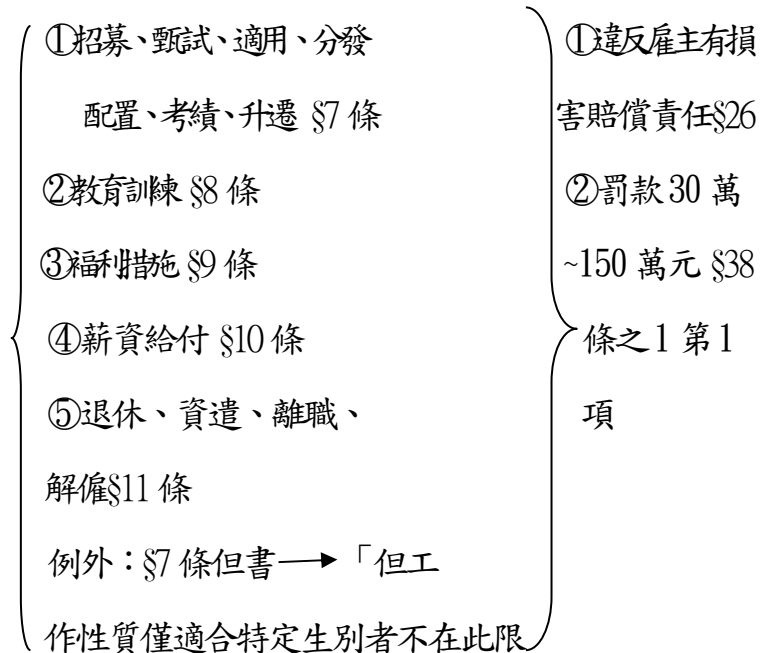 ①招募、甄試、適用、分發
配置、考績、升遷 §7 條
②教育訓練 §8 條
③福利措施 §9 條
④薪資給付 §10 條
⑤退休、資遣、離職、
解僱§11 條
例外：§7 條但書→「但工
作性質僅適合特定生別者不在此限
①違反雇主有損
害賠償責任§26
②罰款 30 萬
~150 萬元 §38
條之 1 第 1
項